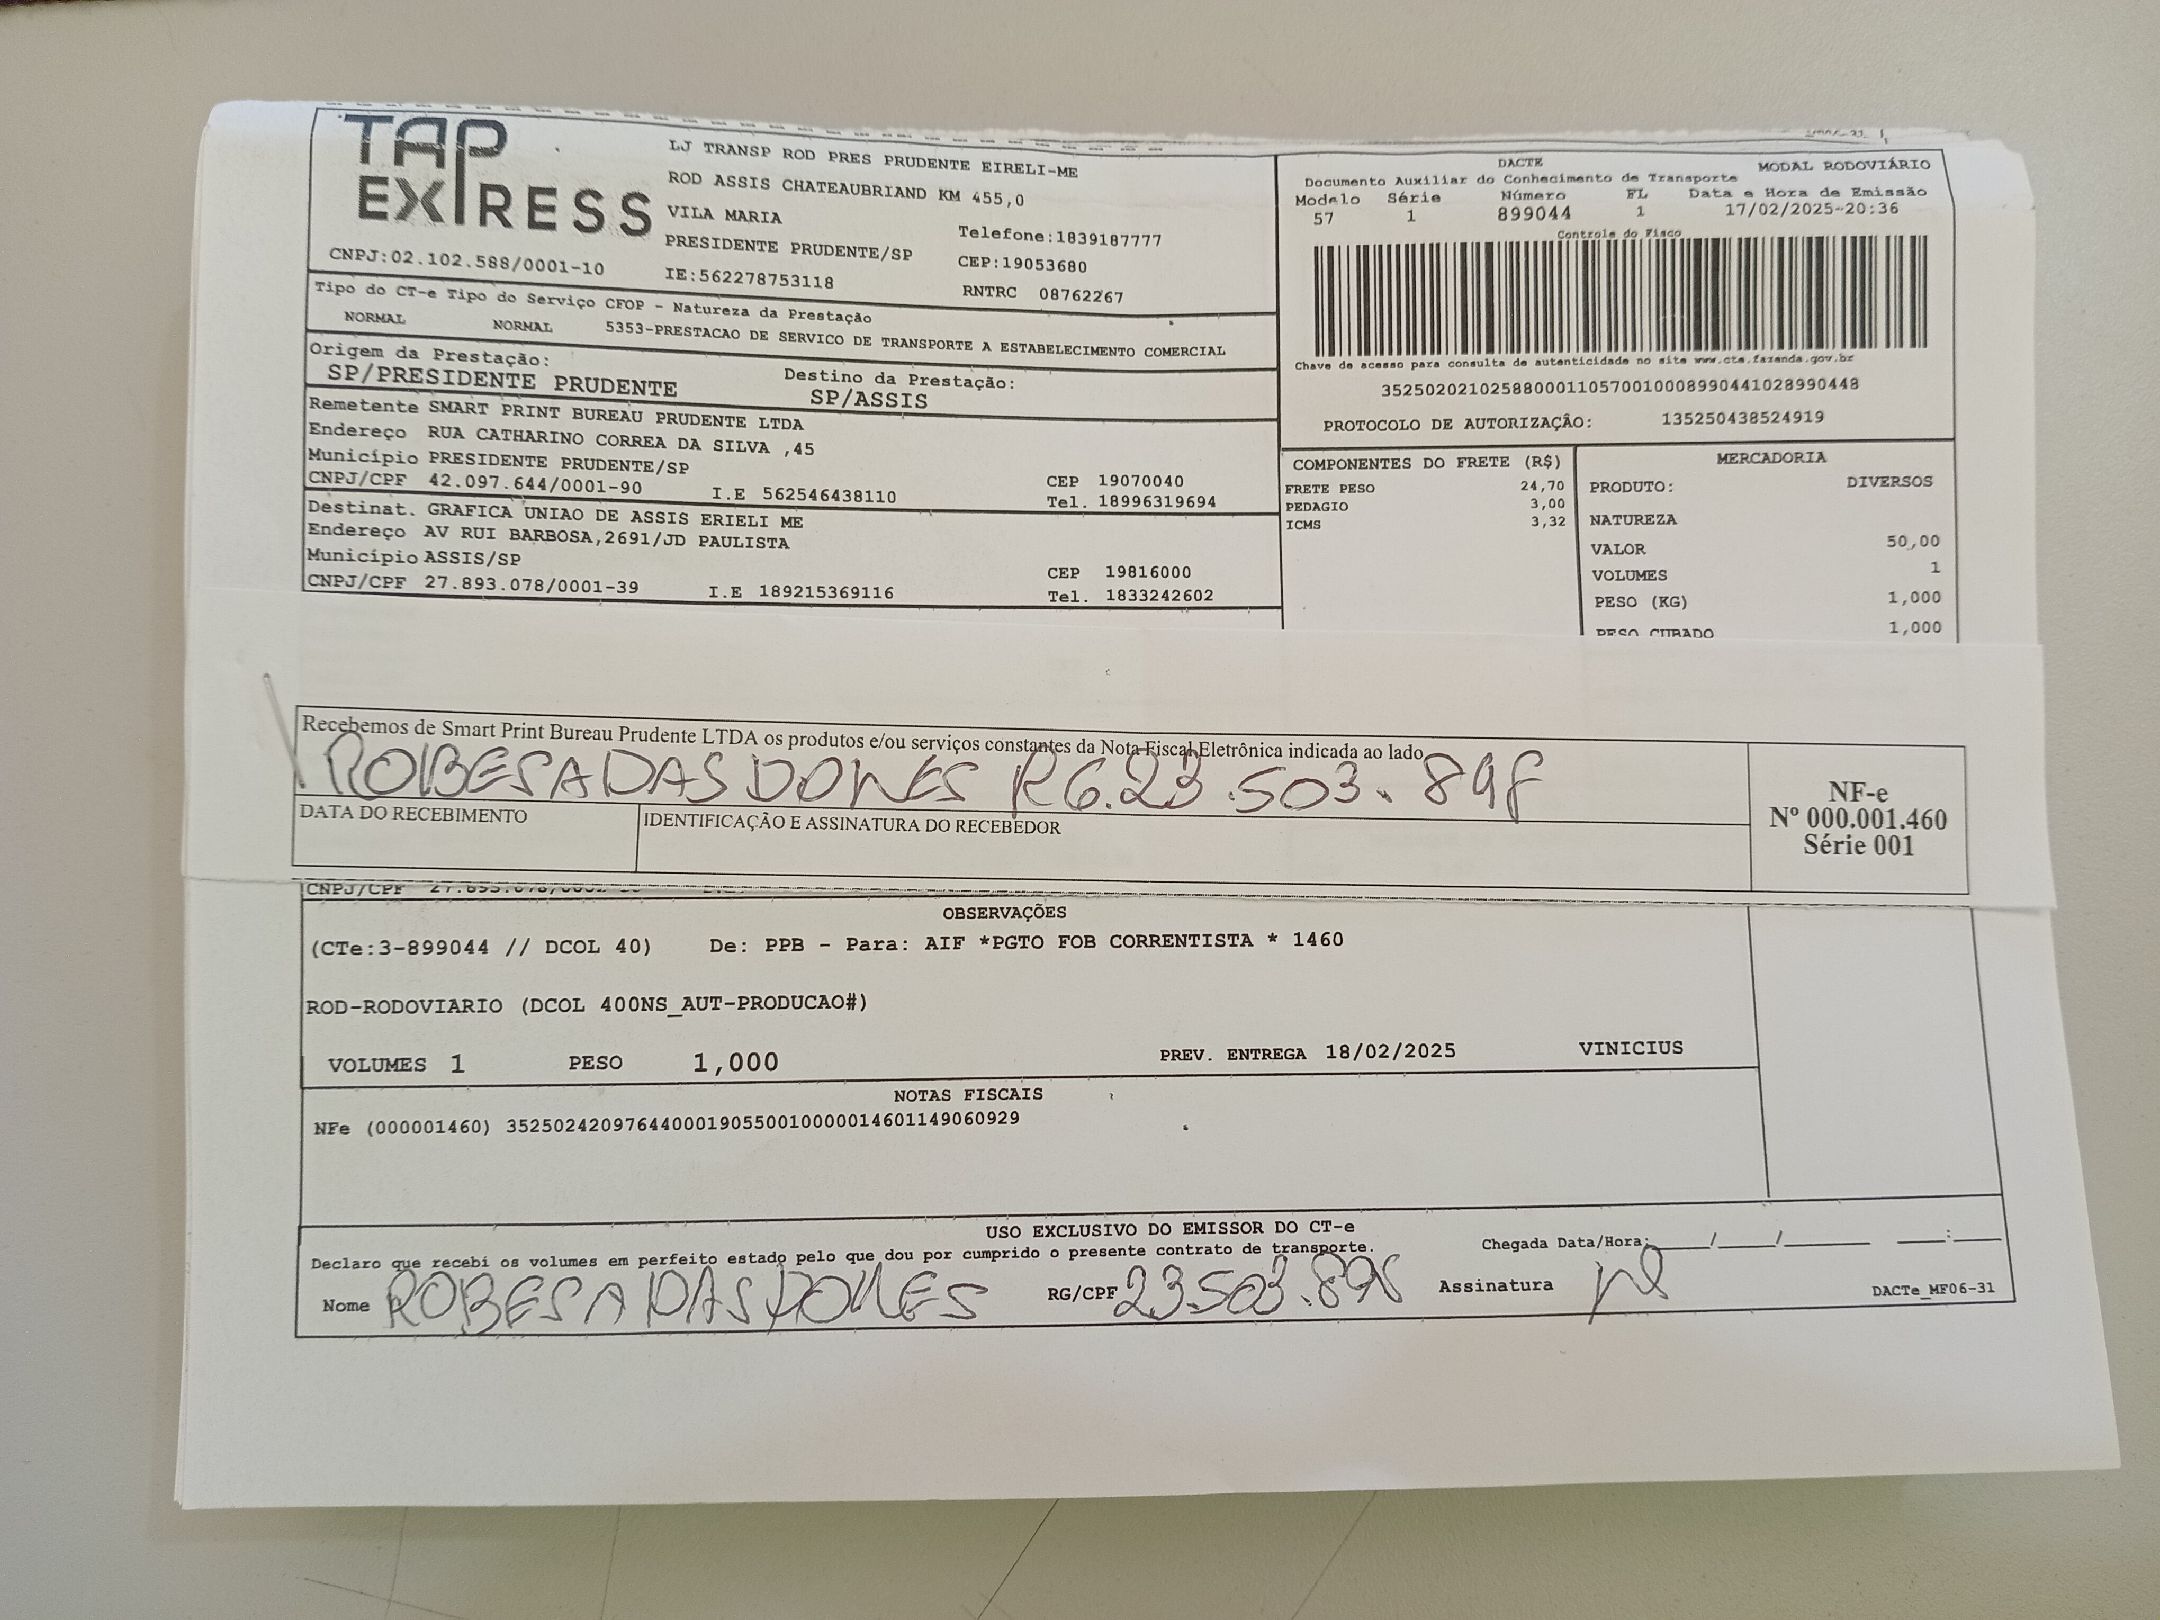 TAP EXPRESS
LJ TRANSP ROD PRES PRUDENTE EIRELI-ME
ROD ASSIS CHATEAUBRIAND KM 455,0
VILA MARIA
Telefone:1839187777
PRESIDENTE PRUDENTE/SP
CEP:19053680
CNPJ:02.102.588/0001-10
IE:562278753118
RNTRC 08762267
Tipo do CT-e Tipo do Serviço CFOP - Natureza da Prestação
NORMAL NORMAL 5353-PRESTACAO DE SERVICO DE TRANSPORTE A ESTABELECIMENTO COMERCIAL
Origem da Prestação:
SP/PRESIDENTE PRUDENTE
Destino da Prestação:
SP/ASSIS
Remetente SMART PRINT BUREAU PRUDENTE LTDA
Endereço RUA CATHARINO CORREA DA SILVA ,45
Município PRESIDENTE PRUDENTE/SP
CEP 19070040
CNPJ/CPF 42.097.644/0001-90 I.E 562546438110 Tel. 18996319694
Destinat. GRAFICA UNIAO DE ASSIS ERIELI ME
Endereço AV RUI BARBOSA,2691/JD PAULISTA
Município ASSIS/SP
CEP 19816000
CNPJ/CPF 27.893.078/0001-39 I.E 189215369116 Tel. 1833242602
DACTE
MODAL RODOVIÁRIO
Documento Auxiliar do Conhecimento de Transporte
Modelo Série Número FL Data e Hora de Emissão
57 1 899044 1 17/02/2025-20:36
Controle do Fisco
Chave de acesso para consulta de autenticidade no site www.cte.fazenda.gov.br
35250202102588000110570010008990441028990448
PROTOCOLO DE AUTORIZAÇÃO: 135250438524919
COMPONENTES DO FRETE (R$)
FRETE PESO 24,70
PEDAGIO 3,00
ICMS 3,32
MERCADORIA
PRODUTO: DIVERSOS
NATUREZA
VALOR 50,00
VOLUMES 1
PESO (KG) 1,000
PESO CUBADO 1,000
Recebemos de Smart Print Bureau Prudente LTDA os produtos e/ou serviços constantes da Nota Fiscal Eletrônica indicada ao lado
RG.23.503.898
DATA DO RECEBIMENTO
IDENTIFICAÇÃO E ASSINATURA DO RECEBEDOR
NF-e
Nº 000.001.460
Série 001
CNPJ/CPF
OBSERVAÇÕES
(CTe:3-899044 // DCOL 40) De: PPB - Para: AIF *PGTO FOB CORRENTISTA * 1460
ROD-RODOVIARIO (DCOL 400NS_AUT-PRODUCAO#)
VOLUMES 1 PESO 1,000 PREV. ENTREGA 18/02/2025 VINICIUS
NOTAS FISCAIS
NFe (000001460) 35250242097644000190550010000014601149060929
USO EXCLUSIVO DO EMISSOR DO CT-e
Declaro que recebi os volumes em perfeito estado pelo que dou por cumprido o presente contrato de transporte.
Chegada Data/Hora:___/___/_____ ___:___
Nome RG/CPF 23.503.898 Assinatura
DACTe_MF06-31